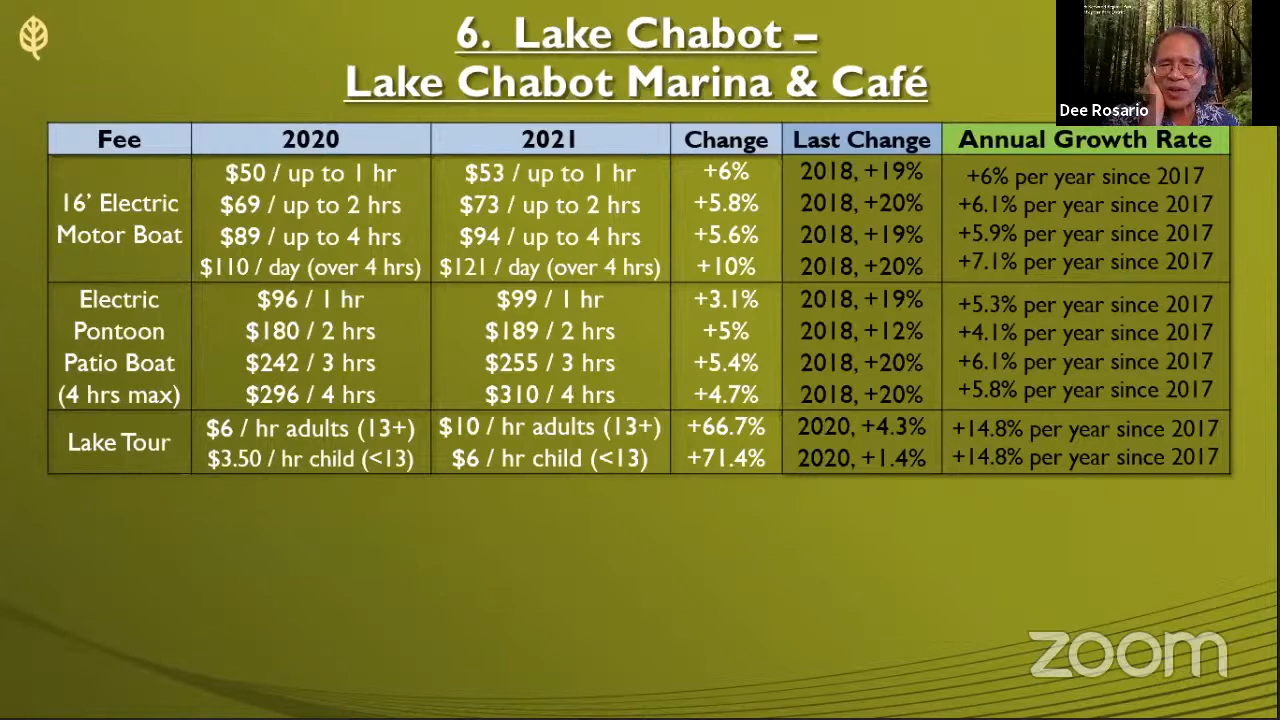 6. Lake Chabot –
Lake Chabot Marina & Café
Dee Rosario
Fee 2020 2021 Change Last Change Annual Growth Rate
16’ Electric Motor Boat
$50 / up to 1 hr $53 / up to 1 hr +6% 2018, +19% +6% per year since 2017
$69 / up to 2 hrs $73 / up to 2 hrs +5.8% 2018, +20% +6.1% per year since 2017
$89 / up to 4 hrs $94 / up to 4 hrs +5.6% 2018, +19% +5.9% per year since 2017
$110 / day (over 4 hrs) $121 / day (over 4 hrs) +10% 2018, +20% +7.1% per year since 2017
Electric $96 / 1 hr $99 / 1 hr +3.1% 2018, +19% +5.3% per year since 2017
Pontoon $180 / 2 hrs $189 / 2 hrs +5% 2018, +12% +4.1% per year since 2017
Patio Boat $242 / 3 hrs $255 / 3 hrs +5.4% 2018, +20% +6.1% per year since 2017
(4 hrs max) $296 / 4 hrs $310 / 4 hrs +4.7% 2018, +20% +5.8% per year since 2017
Lake Tour
$6 / hr adults (13+) $10 / hr adults (13+) +66.7% 2020, +4.3% +14.8% per year since 2017
$3.50 / hr child (<13) $6 / hr child (<13) +71.4% 2020, +1.4% +14.8% per year since 2017
zoom